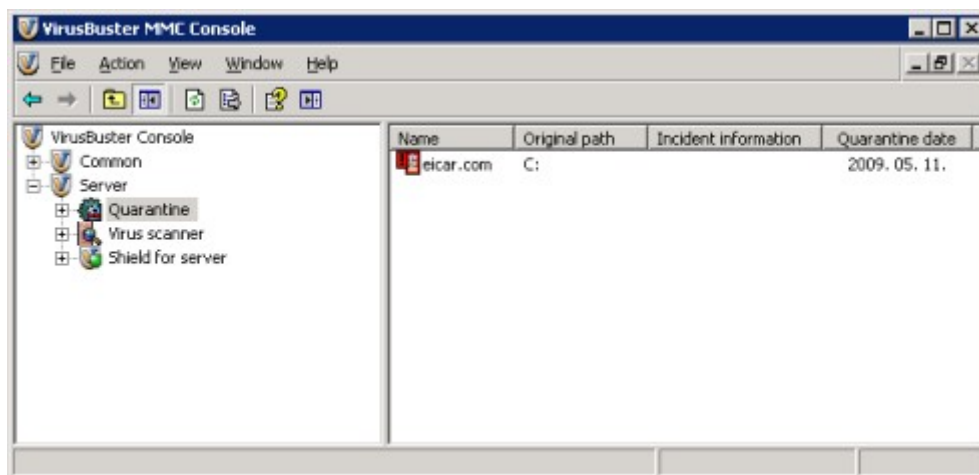 VirusBuster MMC Console
File Action View Window Help
VirusBuster Console
Common
Server
Quarantine
Virus scanner
Shield for server
Name Original path Incident information Quarantine date
eicar.com C: 2009. 05. 11.